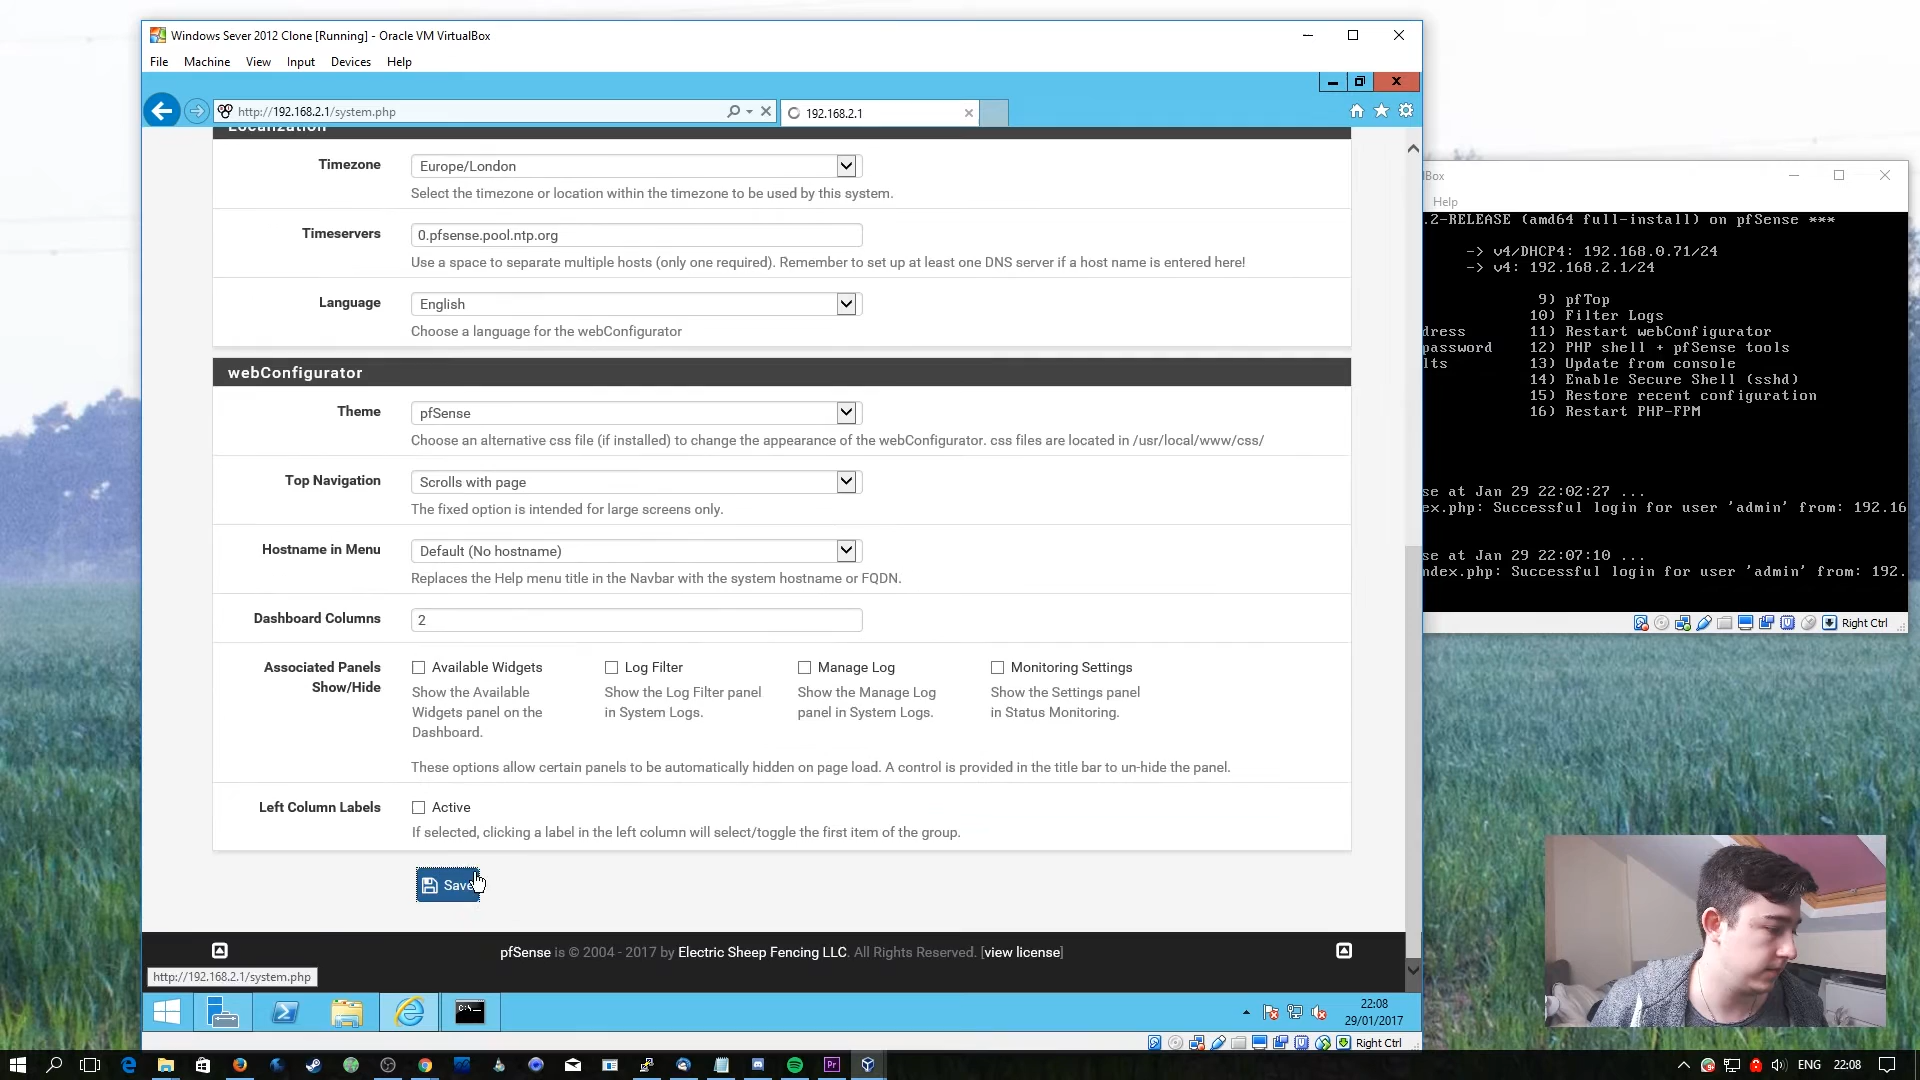 Windows Sever 2012 Clone [Running] - Oracle VM VirtualBox
File Machine View Input Devices Help
http://192.168.2.1/system.php
192.168.2.1
Localization
Timezone
Europe/London
Select the timezone or location within the timezone to be used by this system.
Timeservers
0.pfsense.pool.ntp.org
Use a space to separate multiple hosts (only one required). Remember to set up at least one DNS server if a host name is entered here!
Language
English
Choose a language for the webConfigurator
webConfigurator
Theme
pfSense
Choose an alternative css file (if installed) to change the appearance of the webConfigurator. css files are located in /usr/local/www/css/
Top Navigation
Scrolls with page
The fixed option is intended for large screens only.
Hostname in Menu
Default (No hostname)
Replaces the Help menu title in the Navbar with the system hostname or FQDN.
Dashboard Columns
2
Associated Panels
Show/Hide
Available Widgets
Show the Available
Widgets panel on the
Dashboard.
Log Filter
Show the Log Filter panel
in System Logs.
Manage Log
Show the Manage Log
panel in System Logs.
Monitoring Settings
Show the Settings panel
in Status Monitoring.
These options allow certain panels to be automatically hidden on page load. A control is provided in the title bar to un-hide the panel.
Left Column Labels
Active
If selected, clicking a label in the left column will select/toggle the first item of the group.
Save
pfSense is © 2004 - 2017 by Electric Sheep Fencing LLC. All Rights Reserved. [view license]
http://192.168.2.1/system.php
22:08
29/01/2017
Right Ctrl
lBox
Help
.2-RELEASE (amd64 full-install) on pfSense ***
-> v4/DHCP4: 192.168.0.71/24
-> v4: 192.168.2.1/24
9) pfTop
10) Filter Logs
dress 11) Restart webConfigurator
password 12) PHP shell + pfSense tools
lts 13) Update from console
14) Enable Secure Shell (sshd)
15) Restore recent configuration
16) Restart PHP-FPM
se at Jan 29 22:02:27 ...
ex.php: Successful login for user 'admin' from: 192.16
se at Jan 29 22:07:10 ...
ndex.php: Successful login for user 'admin' from: 192.
Right Ctrl
ENG 22:08